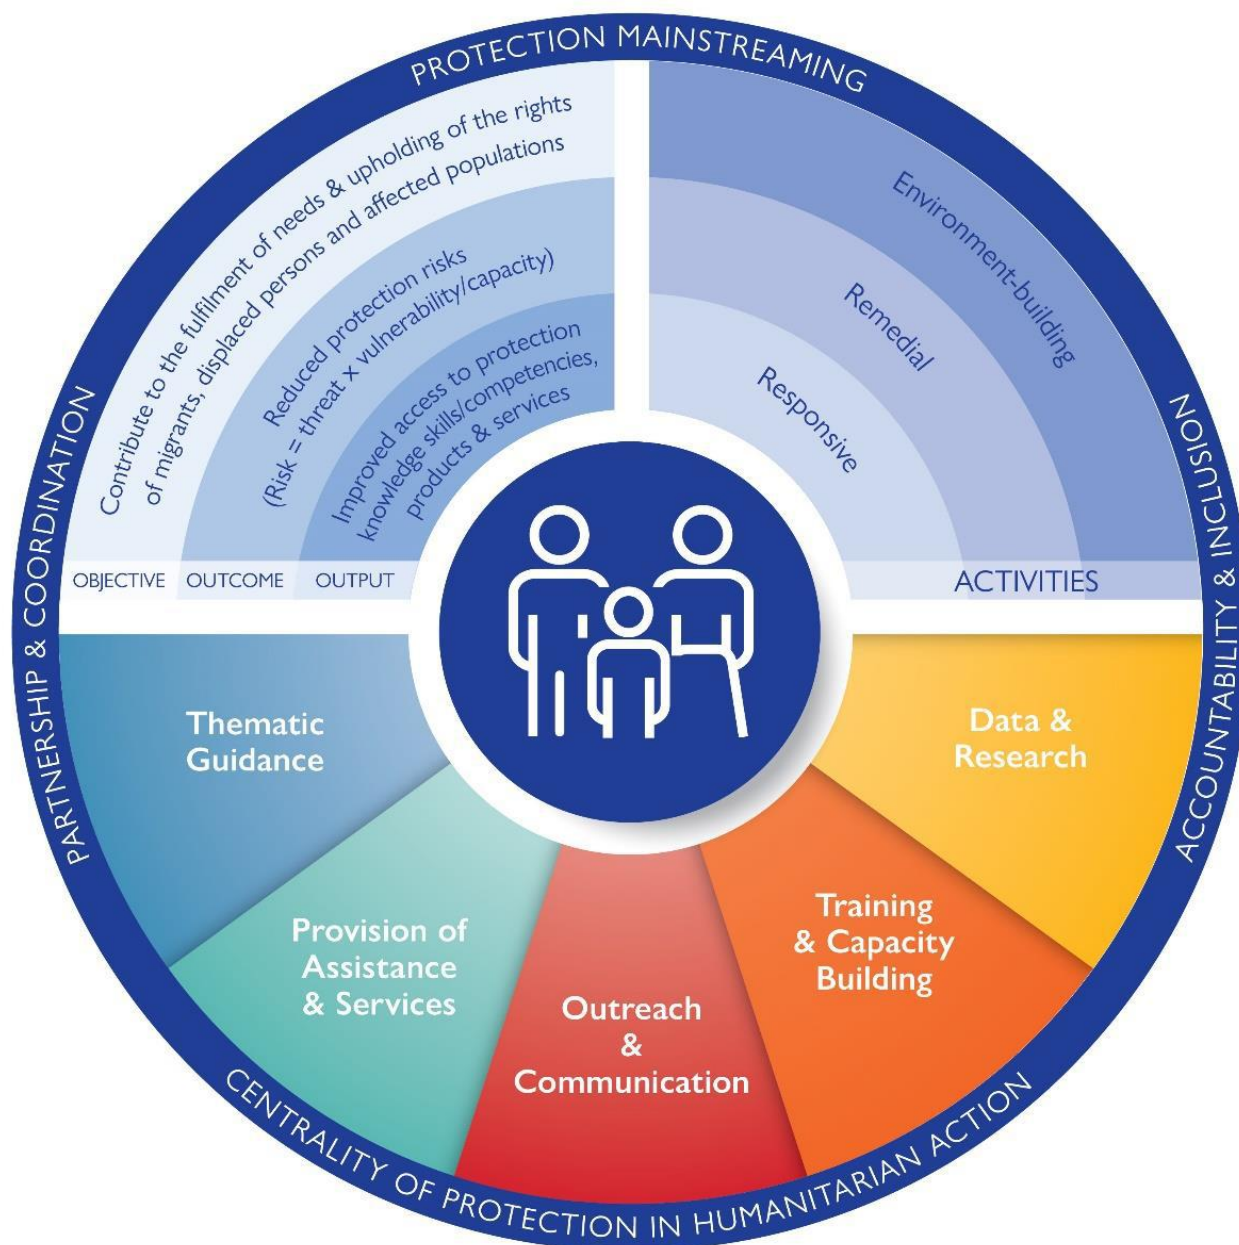 PROTECTION MAINSTREAMING
Contribute to the fulfilment of needs & upholding of the rights
of migrants, displaced persons and affected populations
Reduced protection risks
(Risk = threat x vulnerability/capacity)
Improved access to protection
knowledge skills/competencies,
products & services
OBJECTIVE
OUTCOME
OUTPUT
Environment-building
Remedial
Responsive
ACTIVITIES
PARTNERSHIP & COORDINATION
ACCOUNTABILITY & INCLUSION
Thematic
Guidance
Provision of
Assistance
& Services
Outreach
&
Communication
Training
& Capacity
Building
Data &
Research
CENTRALITY OF PROTECTION IN HUMANITARIAN ACTION